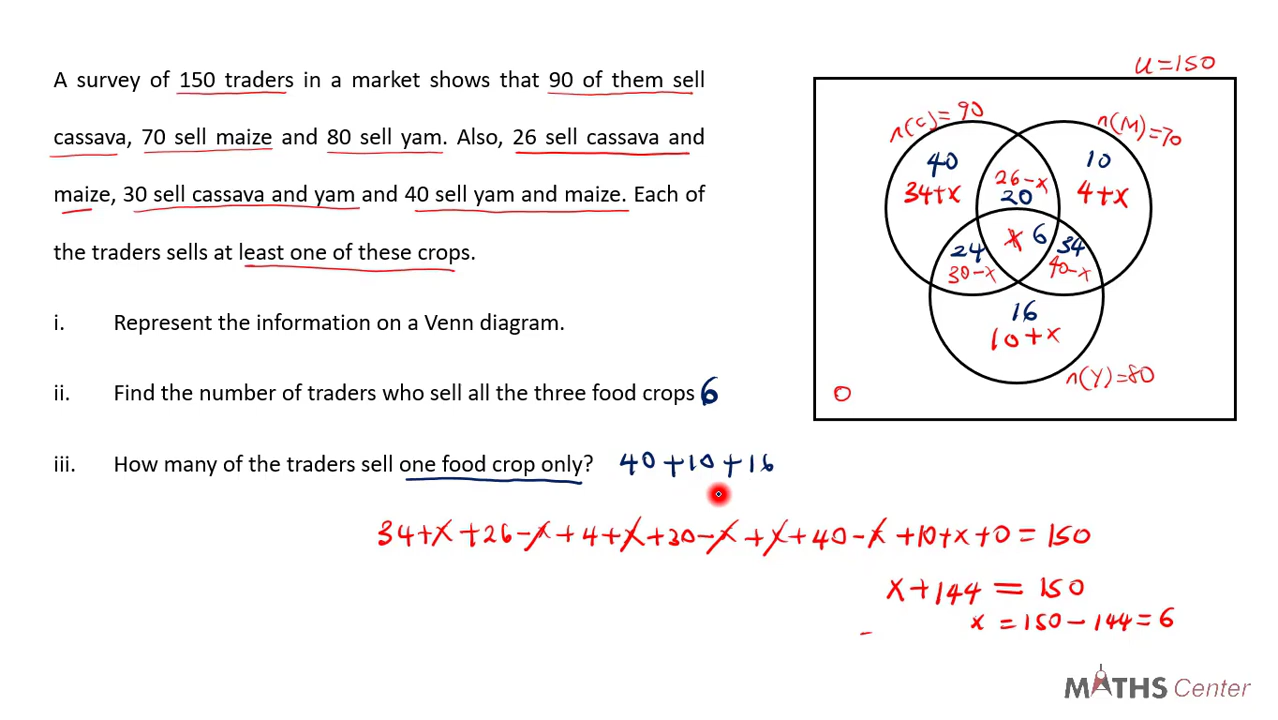 A survey of 150 traders in a market shows that 90 of them sell
cassava, 70 sell maize and 80 sell yam. Also, 26 sell cassava and
maize, 30 sell cassava and yam and 40 sell yam and maize. Each of
the traders sells at least one of these crops.
i. Represent the information on a Venn diagram.
ii. Find the number of traders who sell all the three food crops 6
iii. How many of the traders sell one food crop only? 40+10+16
U=150
n(C)=90
n(M)=70
40
10
34+x
26-x
20
4+x
x 6
24
34
30-x
40-x
16
10+x
n(Y)=80
0
34+x+26-x+4+x+30-x+x+40-x+10+x+0=150
x+144=150
x=150-144=6
MATHS Center